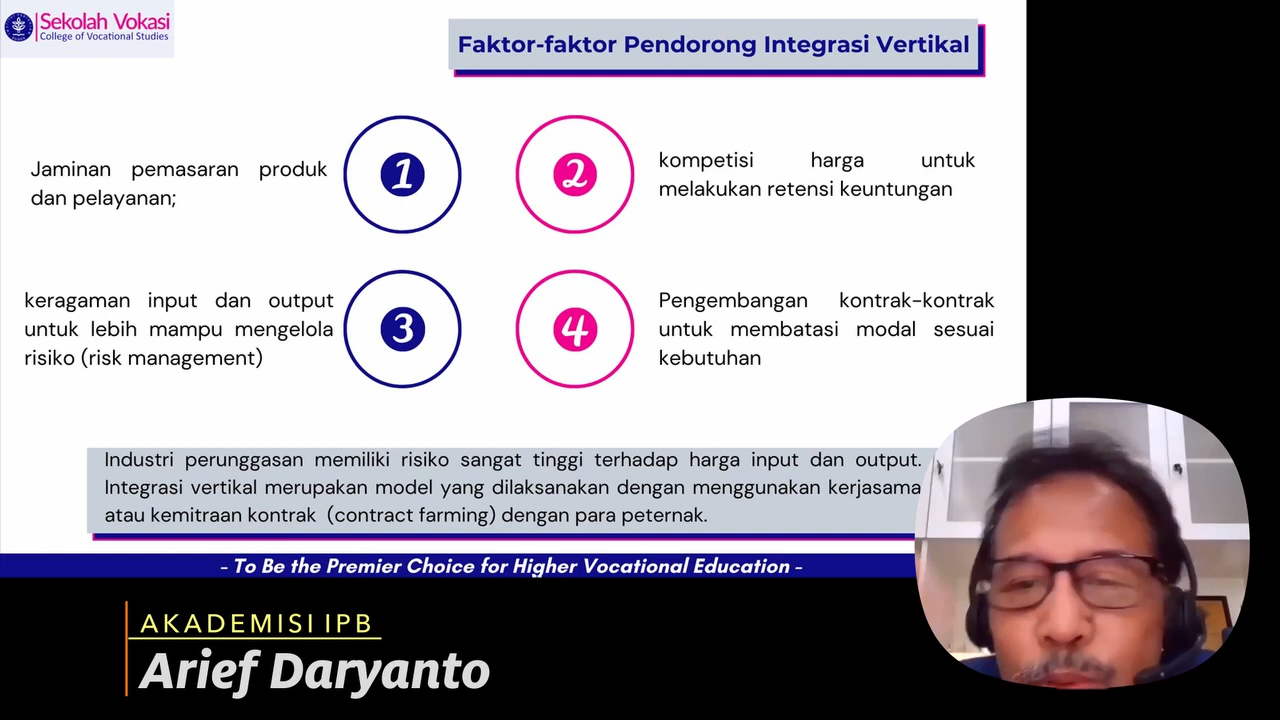 Sekolah Vokasi
College of Vocational Studies
Faktor-faktor Pendorong Integrasi Vertikal
1
Jaminan pemasaran produk
dan pelayanan;
2
kompetisi harga untuk
melakukan retensi keuntungan
3
keragaman input dan output
untuk lebih mampu mengelola
risiko (risk management)
4
Pengembangan kontrak-kontrak
untuk membatasi modal sesuai
kebutuhan
Industri perunggasan memiliki risiko sangat tinggi terhadap harga input dan output.
Integrasi vertikal merupakan model yang dilaksanakan dengan menggunakan kerjasama
atau kemitraan kontrak (contract farming) dengan para peternak.
- To Be the Premier Choice for Higher Vocational Education -
AKADEMISI IPB
Arief Daryanto